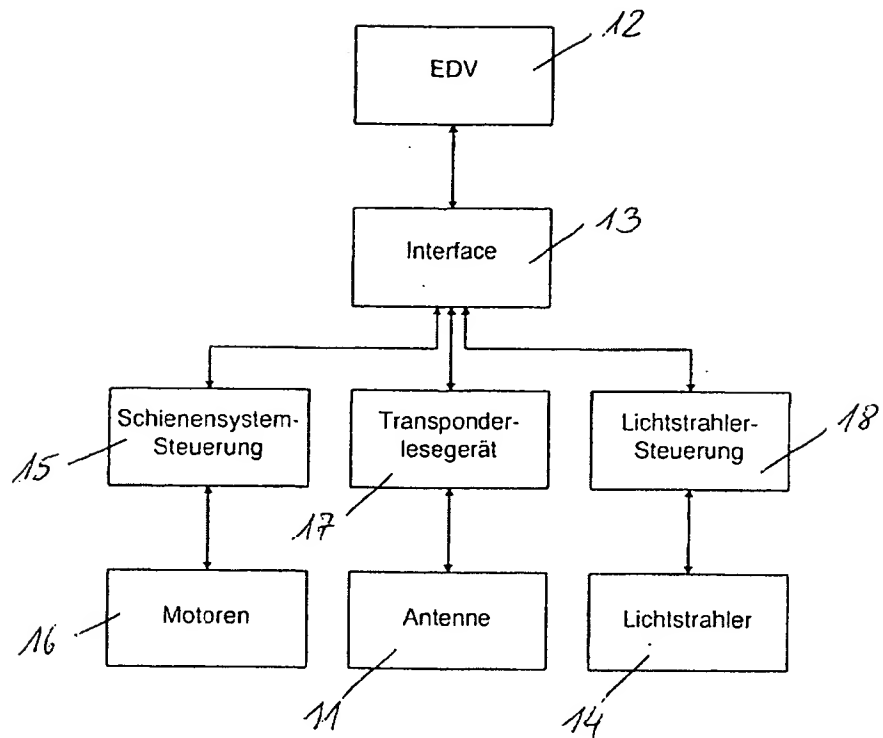 12
EDV
13
Interface
Schienensystem-
Steuerung
15
Transponder-
lesegerät
17
Lichtstrahler-
Steuerung
18
Motoren
16
Antenne
11
Lichtstrahler
14